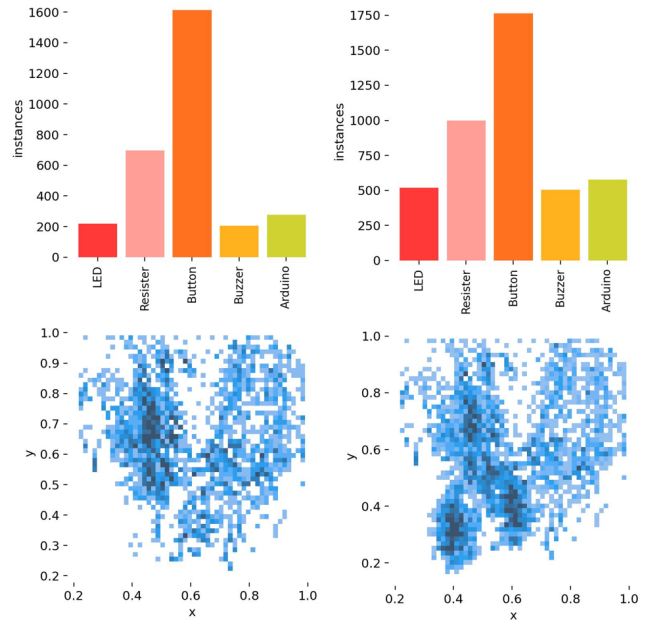 1600
1400
1200
1000
800
600
400
200
0
instances
LED
Resister
Button
Buzzer
Arduino
1750
1500
1250
1000
750
500
250
0
instances
LED
Resister
Button
Buzzer
Arduino
1.0
0.9
0.8
0.7
0.6
0.5
0.4
0.3
0.2
y
0.2
0.4
0.6
0.8
1.0
x
1.0
0.8
0.6
0.4
0.2
y
0.2
0.4
0.6
0.8
1.0
x